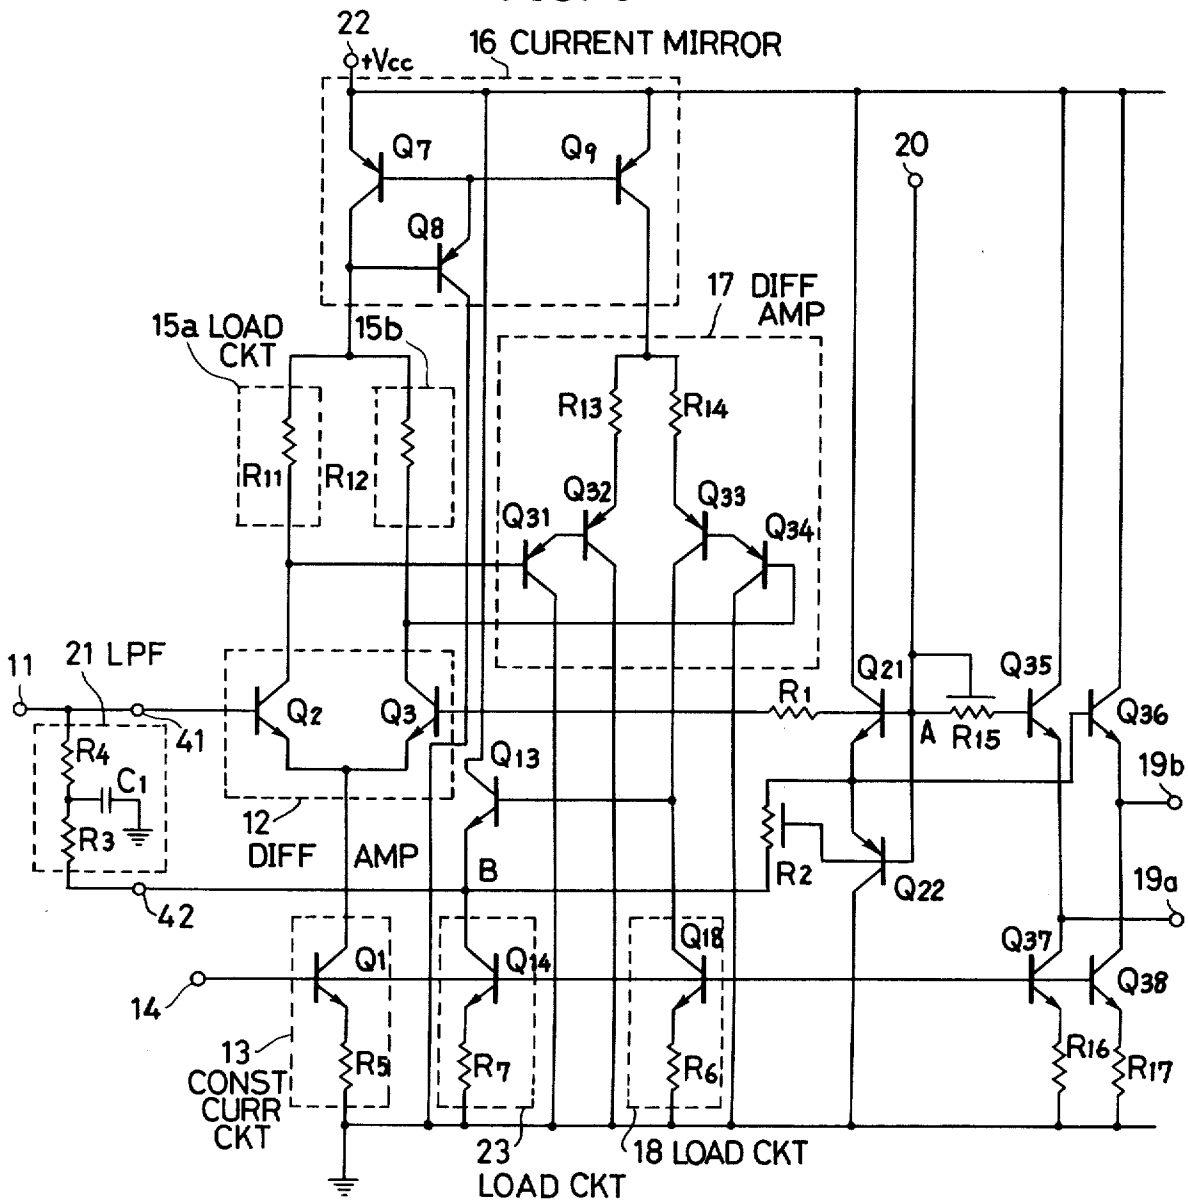 22
16 CURRENT MIRROR
+Vcc
Q7
Q9
20
Q8
17 DIFF
AMP
15a LOAD
CKT
15b
R13
R14
R11
R12
Q32
Q33
Q31
Q34
11
21 LPF
Q21
Q35
R1
Q2
Q3
41
A
R15
Q36
R4
C1
Q13
19b
R3
12
DIFF AMP
B
R2
Q22
19a
42
Q1
Q14
Q18
Q37
Q38
14
13
CONST
CURR
CKT
R5
R7
R6
R16
R17
23
LOAD CKT
18 LOAD CKT